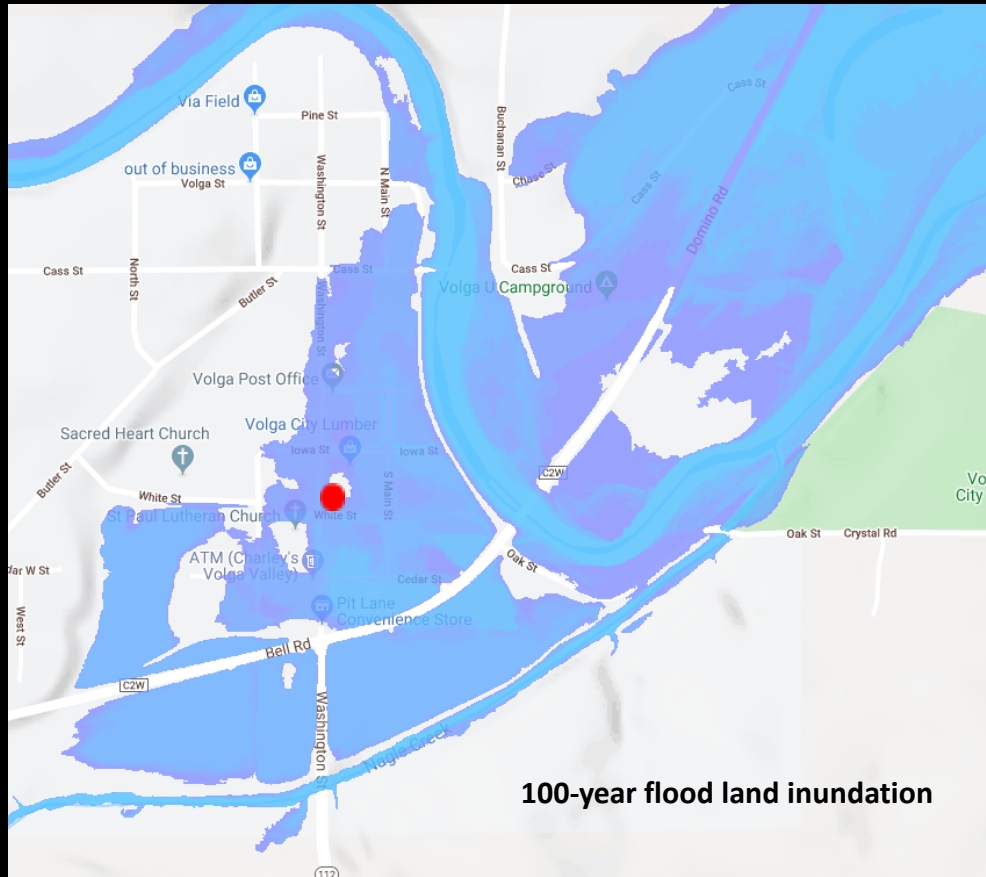 Cass St
Via Field
Pine St
Buchanan St
out of business
Volga St
Washington St
N Main St
Chase St
Cass St
Domino Rd
Cass St
North St
Butler St
Cass St
Washington St
Cass St
Volga U Campground
Volga Post Office
Volga City Lumber
Sacred Heart Church
Iowa St
Iowa St
C2W
Butler St
White St
S Main St
Vo
City
St Paul Lutheran Church
White St
Oak St
Crystal Rd
Oak St
ATM (Charley's
Volga Valley)
dar W St
Cedar St
West St
Pit Lane
Convenience Store
Bell Rd
C2W
Washington St
Nagle Creek
100-year flood land inundation
112